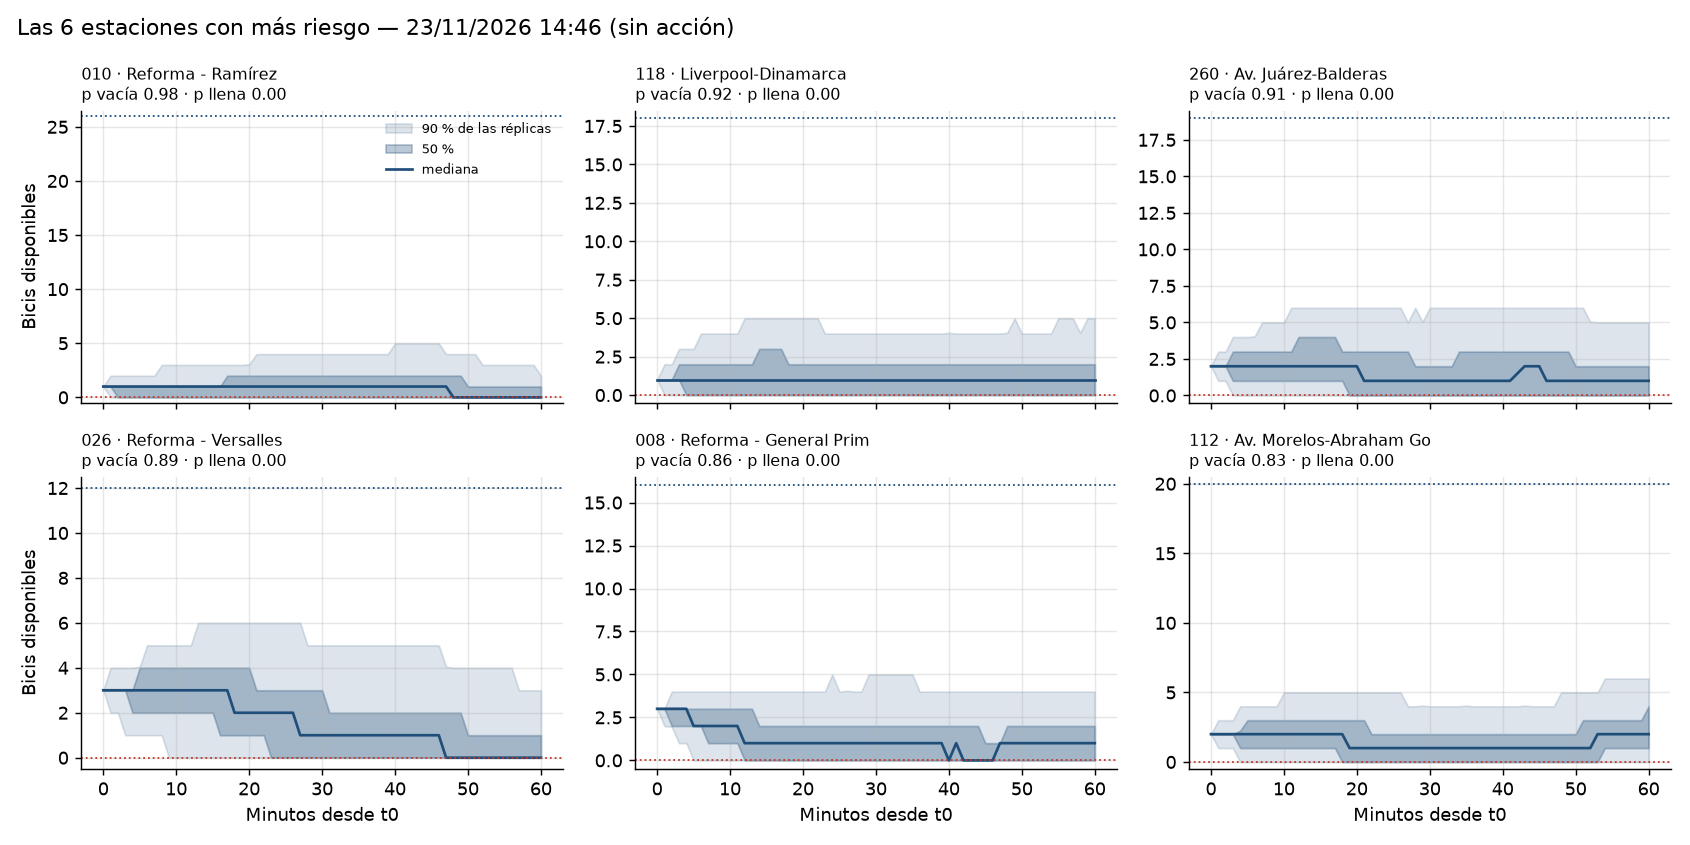 Las 6 estaciones con más riesgo — 23/11/2026 14:46 (sin acción)
010 · Reforma - Ramírez
p vacía 0.98 · p llena 0.00
25
20
15
10
5
0
Bicis disponibles
90 % de las réplicas
50 %
mediana
118 · Liverpool-Dinamarca
p vacía 0.92 · p llena 0.00
17.5
15.0
12.5
10.0
7.5
5.0
2.5
0.0
260 · Av. Juárez-Balderas
p vacía 0.91 · p llena 0.00
17.5
15.0
12.5
10.0
7.5
5.0
2.5
0.0
026 · Reforma - Versalles
p vacía 0.89 · p llena 0.00
12
10
8
6
4
2
0
Bicis disponibles
0 10 20 30 40 50 60
Minutos desde t0
008 · Reforma - General Prim
p vacía 0.86 · p llena 0.00
15.0
12.5
10.0
7.5
5.0
2.5
0.0
0 10 20 30 40 50 60
Minutos desde t0
112 · Av. Morelos-Abraham Go
p vacía 0.83 · p llena 0.00
20
15
10
5
0
0 10 20 30 40 50 60
Minutos desde t0